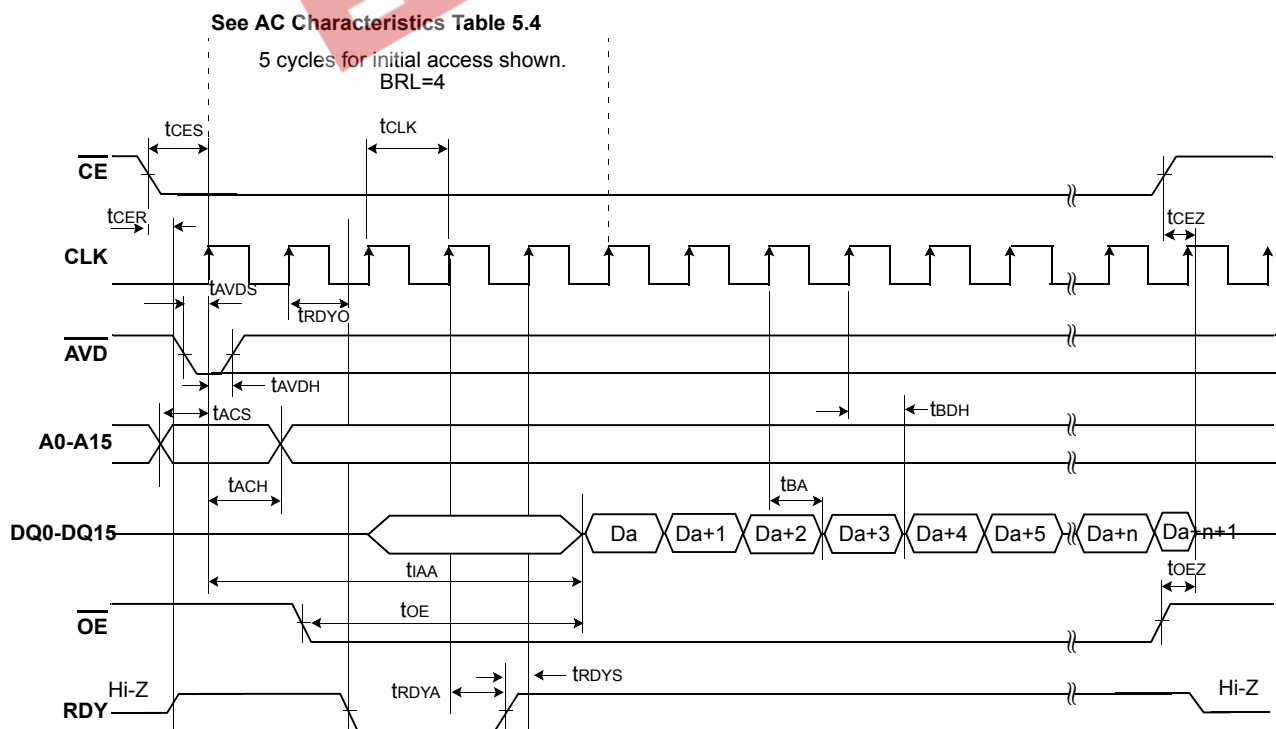 See AC Characteristics Table 5.4
5 cycles for initial access shown.
BRL=4
tCES
tCLK
CE
tCER
tCEZ
CLK
tAVDS
tRDYO
AVD
tAVDH
tACS
tBDH
A0-A15
tACH
tBA
DQ0-DQ15
Da
Da+1
Da+2
Da+3
Da+4
Da+5
Da+n
Da+n+1
tIAA
tOEZ
tOE
OE
tRDYS
tRDYA
Hi-Z
Hi-Z
RDY